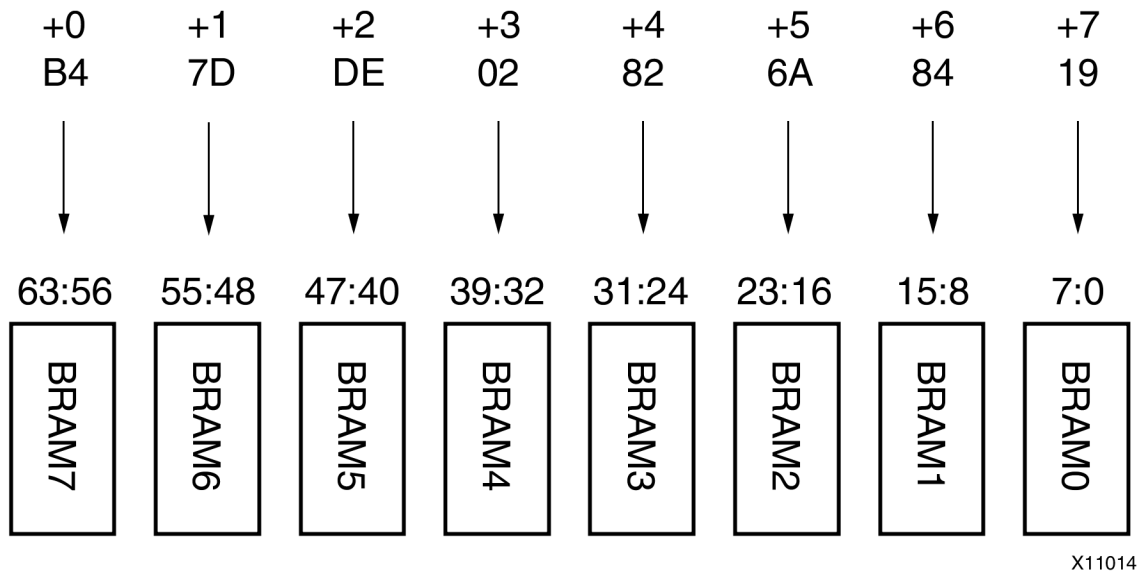 +0 +1 +2 +3 +4 +5 +6 +7
B4 7D DE 02 82 6A 84 19
63:56 55:48 47:40 39:32 31:24 23:16 15:8 7:0
BRAM7 BRAM6 BRAM5 BRAM4 BRAM3 BRAM2 BRAM1 BRAM0
X11014